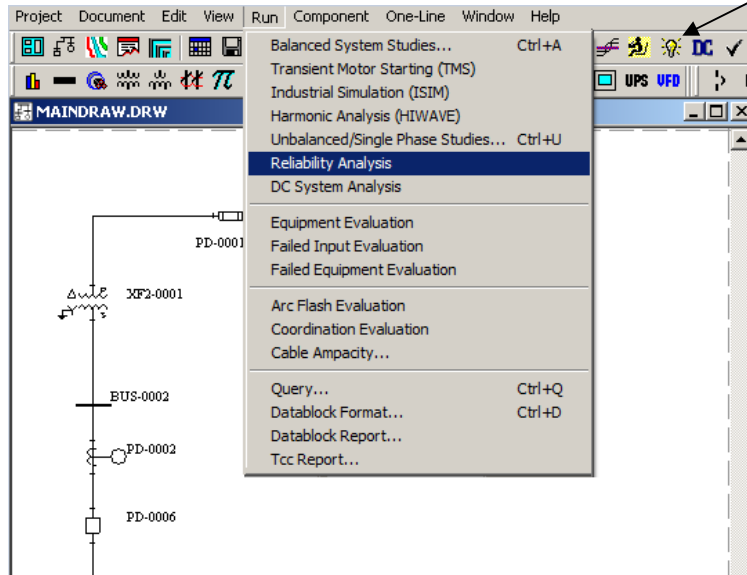 Project Document Edit View Run Component One-Line Window Help
DC
UPS VFD
MAINDRAW.DRW
Balanced System Studies... Ctrl+A
Transient Motor Starting (TMS)
Industrial Simulation (ISIM)
Harmonic Analysis (HIWAVE)
Unbalanced/Single Phase Studies... Ctrl+U
Reliability Analysis
DC System Analysis
Equipment Evaluation
Failed Input Evaluation
Failed Equipment Evaluation
Arc Flash Evaluation
Coordination Evaluation
Cable Ampacity...
Query... Ctrl+Q
Datablock Format... Ctrl+D
Datablock Report...
Tcc Report...
PD-0001
XF2-0001
BUS-0002
PD-0002
PD-0006